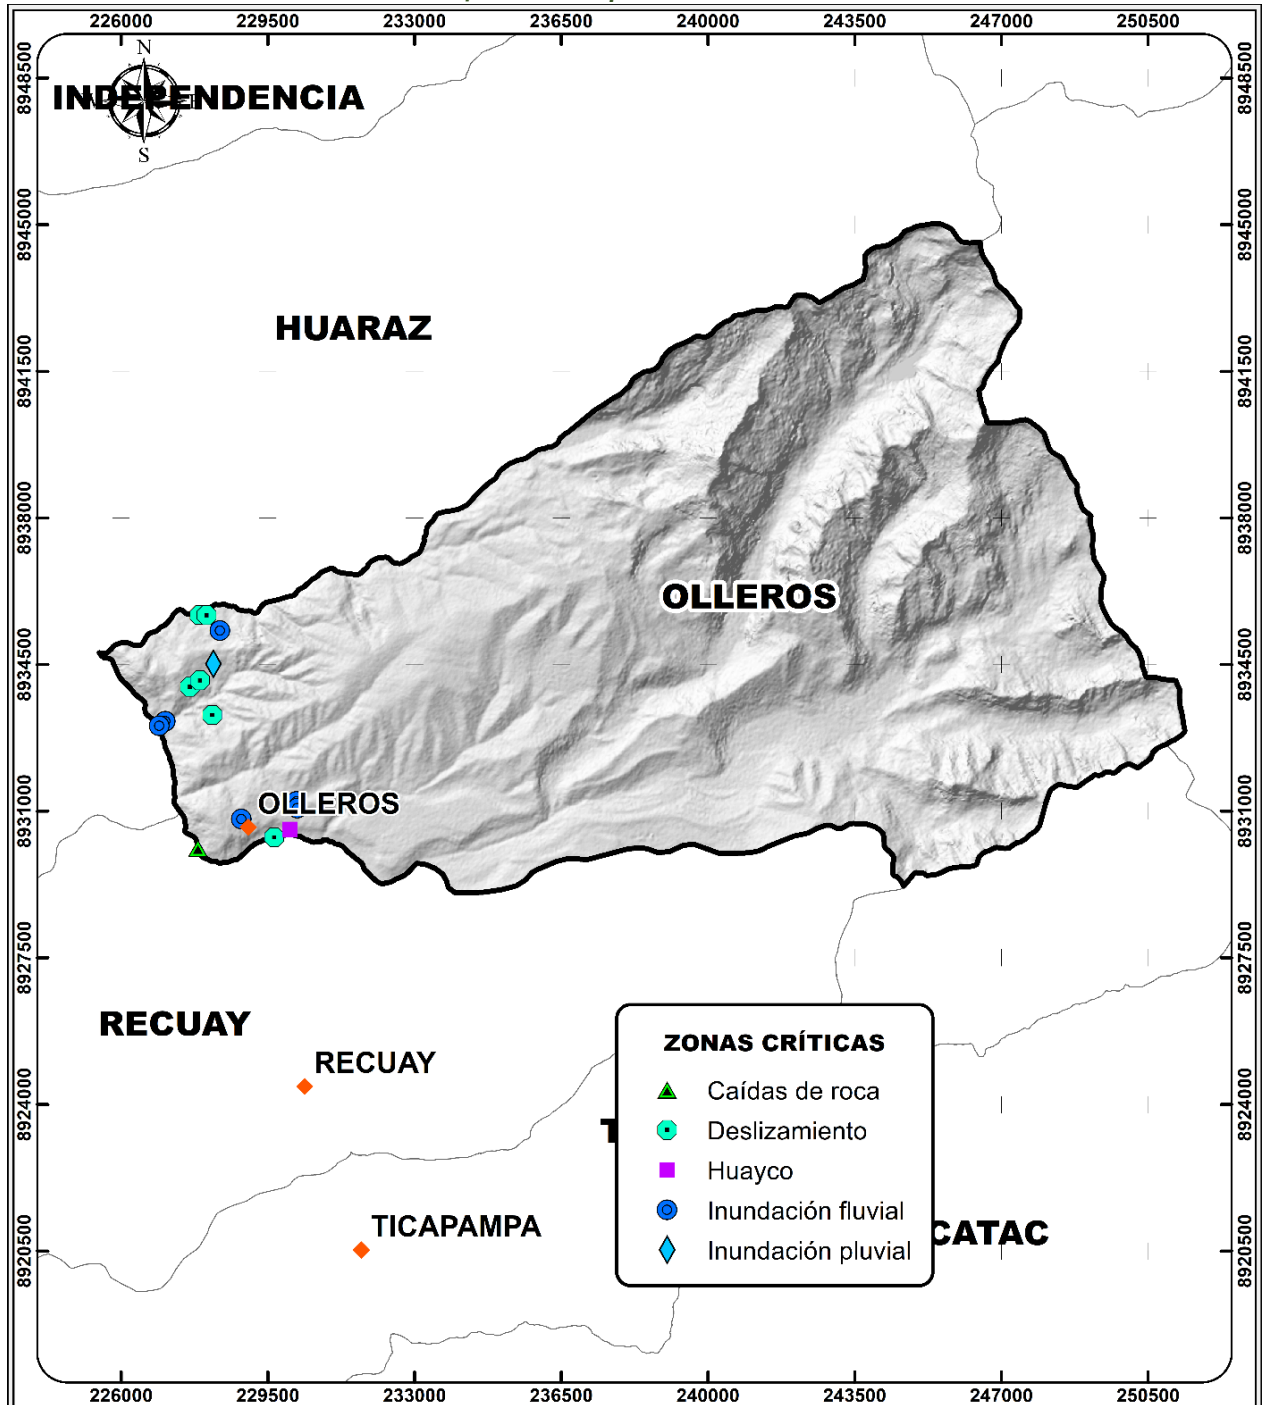 226000 229500 233000 236500 240000 243500 247000 250500
8948500 8948500
N
INDEPENDENCIA
S
8945000 8945000
HUARAZ
8941500 8941500
8938000 8938000
OLLEROS
8934500 8934500
OLLEROS
8931000 8931000
8927500 8927500
RECUAY
RECUAY
8924000 8924000
TICAPAMPA
8920500 8920500
CATAC
ZONAS CRÍTICAS
Caídas de roca
Deslizamiento
Huayco
Inundación fluvial
Inundación pluvial
226000 229500 233000 236500 240000 243500 247000 250500